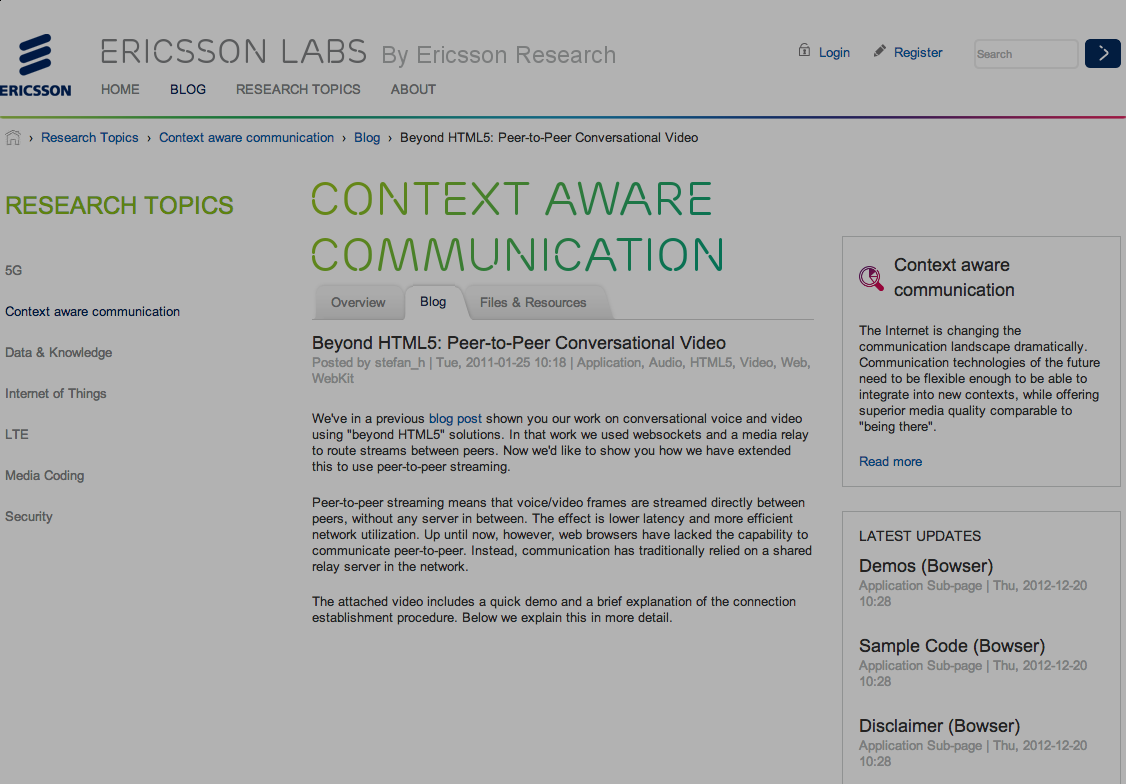 ERICSSON
ERICSSON LABS By Ericsson Research
Login
Register
Search
HOME
BLOG
RESEARCH TOPICS
ABOUT
› Research Topics › Context aware communication › Blog › Beyond HTML5: Peer-to-Peer Conversational Video
RESEARCH TOPICS
5G
Context aware communication
Data & Knowledge
Internet of Things
LTE
Media Coding
Security
CONTEXT AWARE
COMMUNICATION
Overview
Blog
Files & Resources
Beyond HTML5: Peer-to-Peer Conversational Video
Posted by stefan_h | Tue, 2011-01-25 10:18 | Application, Audio, HTML5, Video, Web,
WebKit
We've in a previous blog post shown you our work on conversational voice and video
using "beyond HTML5" solutions. In that work we used websockets and a media relay
to route streams between peers. Now we'd like to show you how we have extended
this to use peer-to-peer streaming.
Peer-to-peer streaming means that voice/video frames are streamed directly between
peers, without any server in between. The effect is lower latency and more efficient
network utilization. Up until now, however, web browsers have lacked the capability to
communicate peer-to-peer. Instead, communication has traditionally relied on a shared
relay server in the network.
The attached video includes a quick demo and a brief explanation of the connection
establishment procedure. Below we explain this in more detail.
Context aware
communication
The Internet is changing the
communication landscape dramatically.
Communication technologies of the future
need to be flexible enough to be able to
integrate into new contexts, while offering
superior media quality comparable to
"being there".
Read more
LATEST UPDATES
Demos (Bowser)
Application Sub-page | Thu, 2012-12-20
10:28
Sample Code (Bowser)
Application Sub-page | Thu, 2012-12-20
10:28
Disclaimer (Bowser)
Application Sub-page | Thu, 2012-12-20
10:28